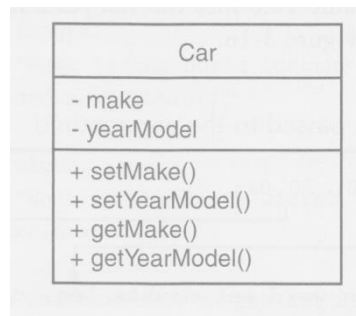 Car
- make
- yearModel
+ setMake()
+ setYearModel()
+ getMake()
+ getYearModel()